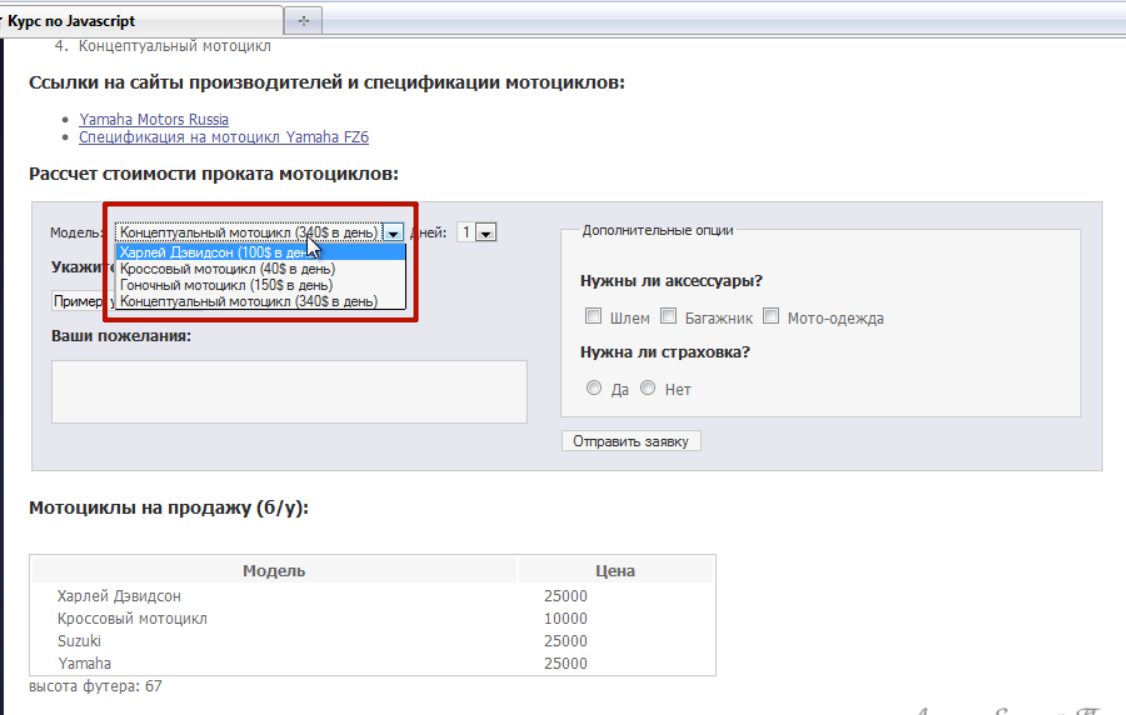 Курс по Javascript
4. Концептуальный мотоцикл
Ссылки на сайты производителей и спецификации мотоциклов:
Yamaha Motors Russia
Спецификация на мотоцикл Yamaha FZ6
Рассчет стоимости проката мотоциклов:
Модель: Концептуальный мотоцикл (340$ в день) Дней: 1
Харлей Дэвидсон (100$ в день)
Укажите
Кроссовый мотоцикл (40$ в день)
Гоночный мотоцикл (150$ в день)
Пример
Концептуальный мотоцикл (340$ в день)
Ваши пожелания:
Дополнительные опции
Нужны ли аксессуары?
Шлем Багажник Мото-одежда
Нужна ли страховка?
Да Нет
Отправить заявку
Мотоциклы на продажу (б/у):
Модель Цена
Харлей Дэвидсон 25000
Кроссовый мотоцикл 10000
Suzuki 25000
Yamaha 25000
высота футера: 67